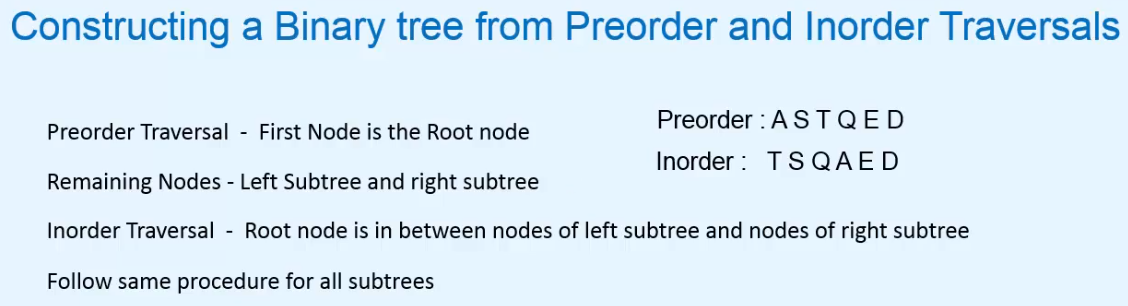 Constructing a Binary tree from Preorder and Inorder Traversals
Preorder Traversal - First Node is the Root node
Remaining Nodes - Left Subtree and right subtree
Inorder Traversal - Root node is in between nodes of left subtree and nodes of right subtree
Follow same procedure for all subtrees
Preorder : A S T Q E D
Inorder : T S Q A E D